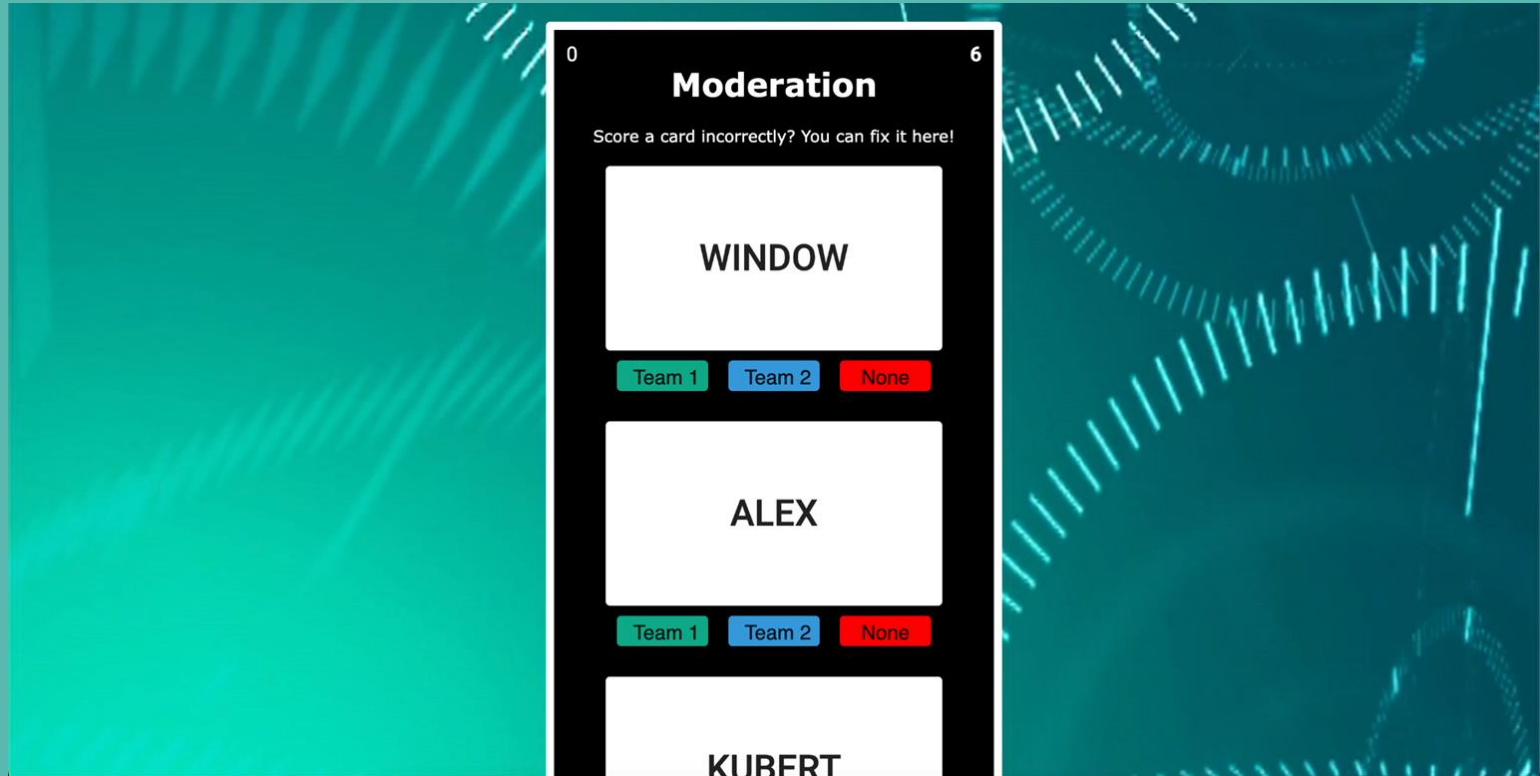 0 6
Moderation
Score a card incorrectly? You can fix it here!
WINDOW
Team 1 Team 2 None
ALEX
Team 1 Team 2 None
KUBERT